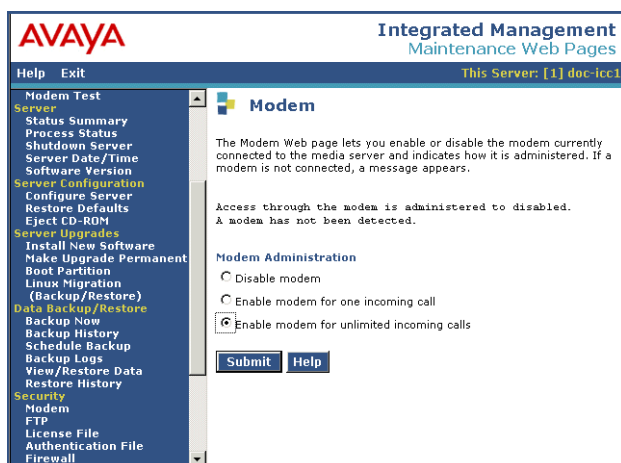 AVAYA
Integrated Management
Maintenance Web Pages
Help Exit
This Server: [1] doc-icc1
Modem Test
Server
Status Summary
Process Status
Shutdown Server
Server Date/Time
Software Version
Server Configuration
Configure Server
Restore Defaults
Eject CD-ROM
Server Upgrades
Install New Software
Make Upgrade Permanent
Boot Partition
Linux Migration
(Backup/Restore)
Data Backup/Restore
Backup Now
Backup History
Schedule Backup
Backup Logs
View/Restore Data
Restore History
Security
Modem
FTP
License File
Authentication File
Firewall
Modem
The Modem Web page lets you enable or disable the modem currently
connected to the media server and indicates how it is administered. If a
modem is not connected, a message appears.
Access through the modem is administered to disabled.
A modem has not been detected.
Modem Administration
Disable modem
Enable modem for one incoming call
Enable modem for unlimited incoming calls
Submit Help